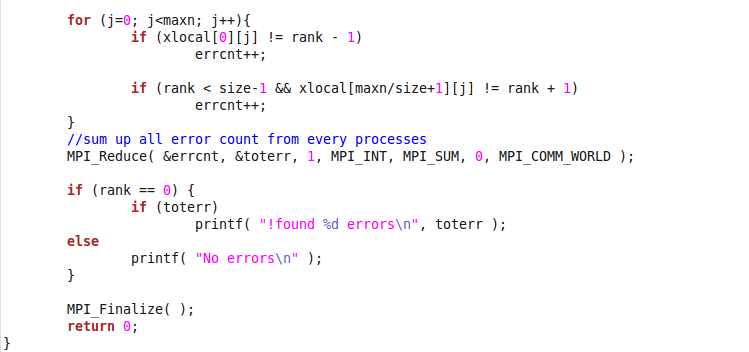 for (j=0; j<maxn; j++){
if (xlocal[0][j] != rank - 1)
errcnt++;
if (rank < size-1 && xlocal[maxn/size+1][j] != rank + 1)
errcnt++;
}
//sum up all error count from every processes
MPI_Reduce( &errcnt, &toterr, 1, MPI_INT, MPI_SUM, 0, MPI_COMM_WORLD );
if (rank == 0) {
if (toterr)
printf( "!found %d errors\n", toterr );
else
printf( "No errors\n" );
}
MPI_Finalize( );
return 0;
}